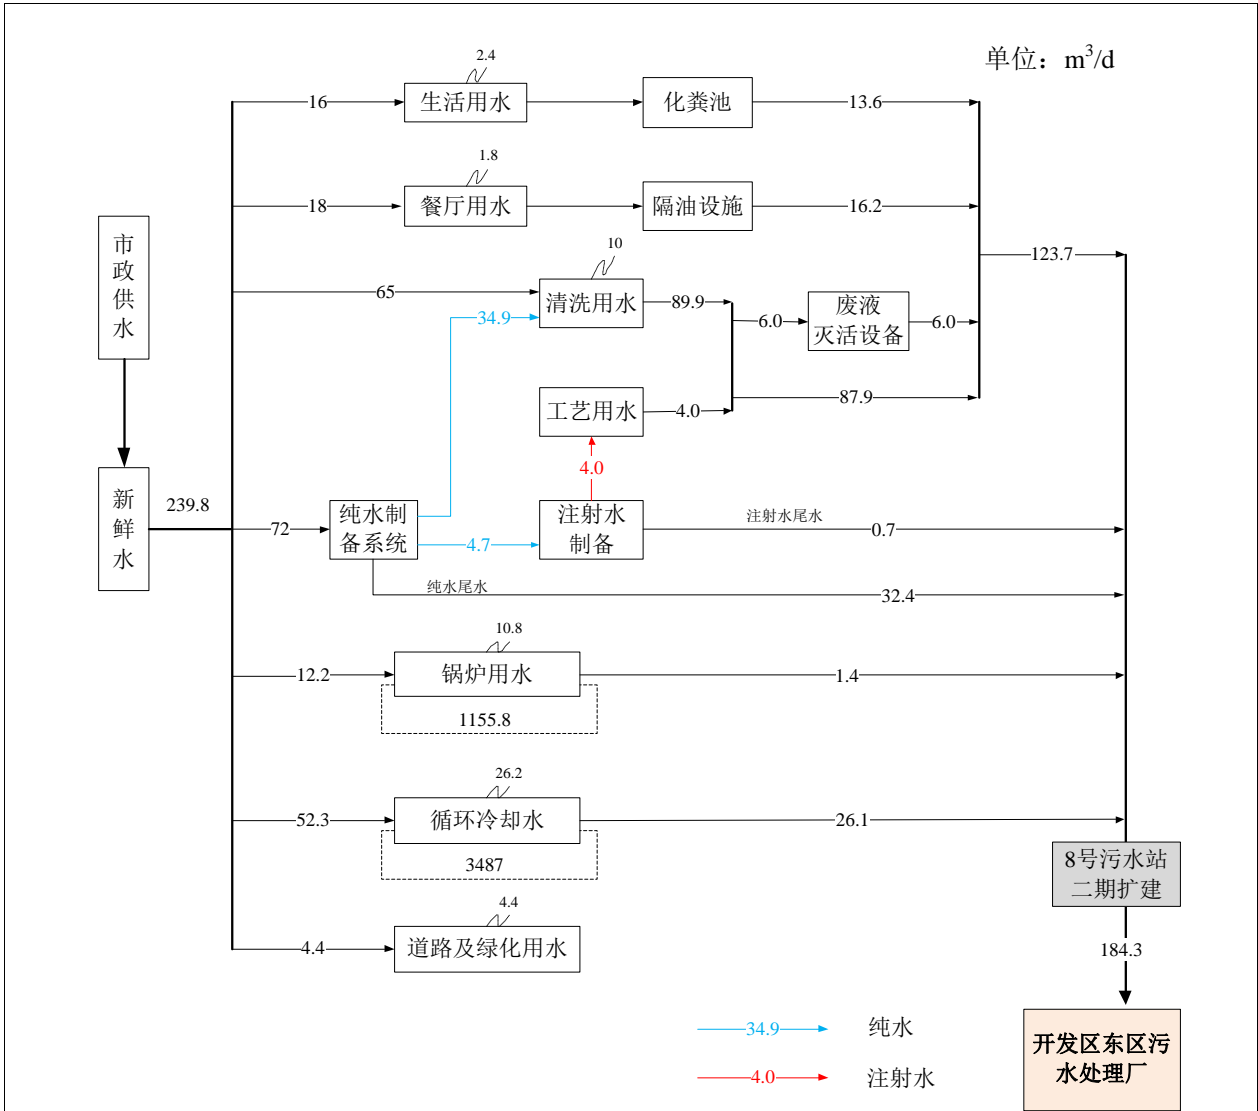 单位：m³/d
2.4
16
生活用水
化粪池
13.6
1.8
18
餐厅用水
隔油设施
16.2
市政供水
123.7
10
65
清洗用水
89.9
34.9
6.0
废液
灭活设备
6.0
工艺用水
4.0
87.9
4.0
新鲜水
239.8
72
纯水制
备系统
4.7
注射水
制备
注射水尾水
0.7
纯水尾水
32.4
10.8
12.2
锅炉用水
1.4
1155.8
26.2
52.3
循环冷却水
26.1
3487
8号污水站
二期扩建
4.4
4.4
道路及绿化用水
184.3
34.9
纯水
4.0
注射水
开发区东区污
水处理厂